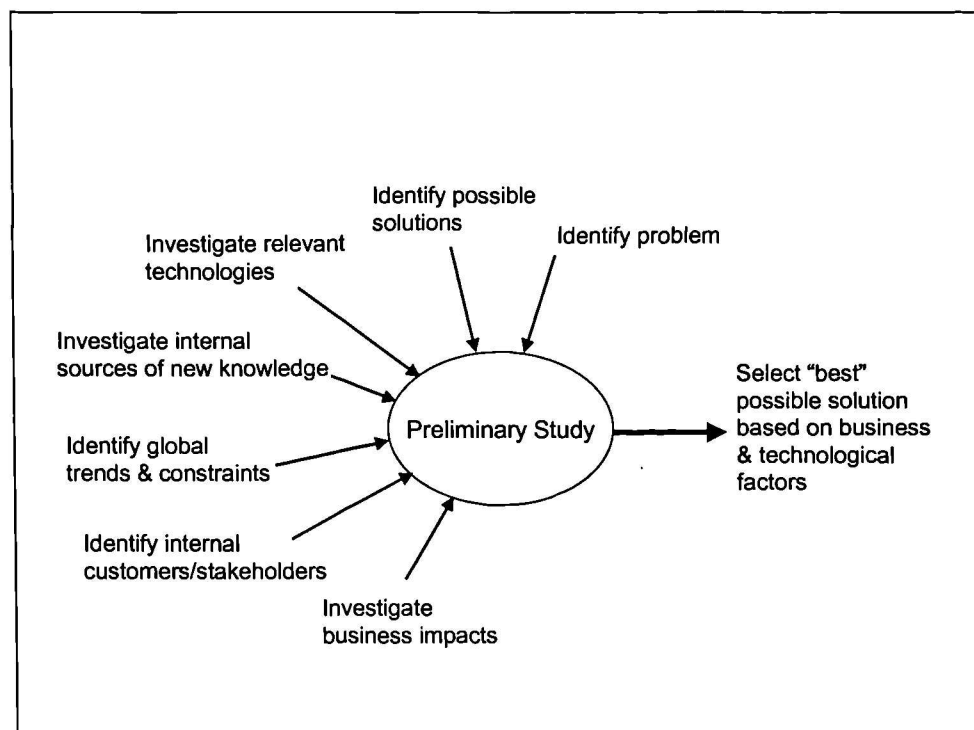 Identify possible
solutions
Identify problem
Investigate relevant
technologies
Investigate internal
sources of new knowledge
Identify global
trends & constraints
Identify internal
customers/stakeholders
Investigate
business impacts
Preliminary Study
Select “best”
possible solution
based on business
& technological
factors